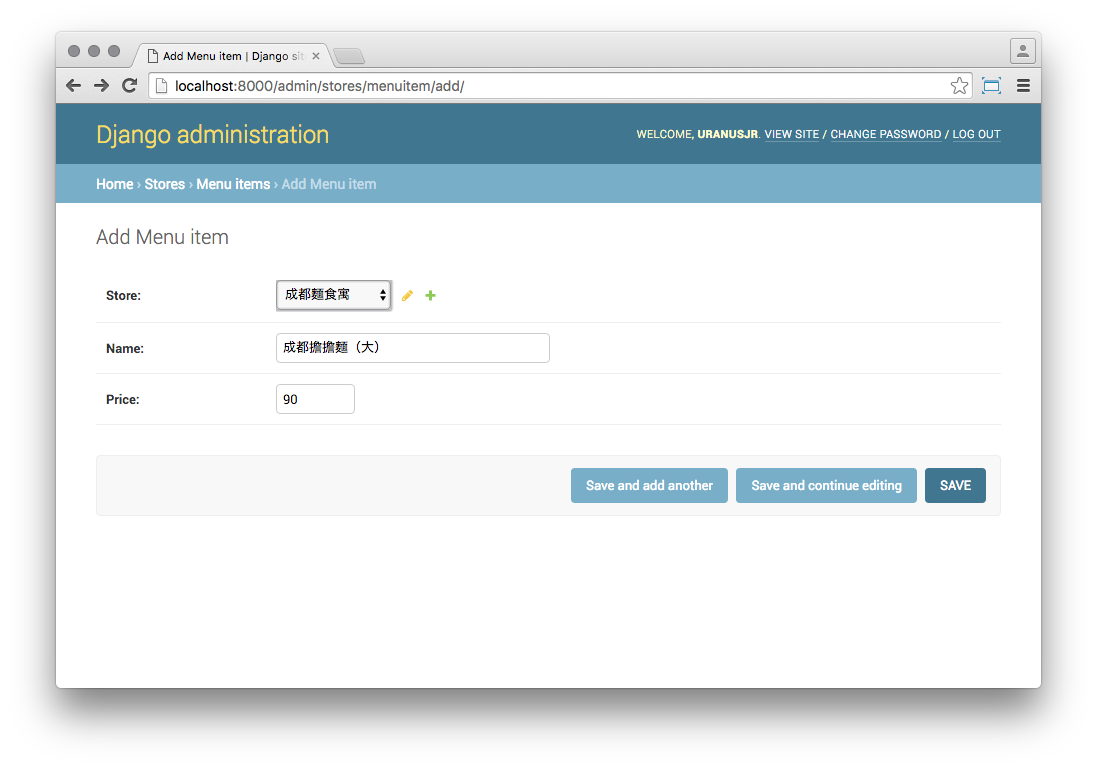 Add Menu item | Django sit
localhost:8000/admin/stores/menuitem/add/
Django administration
WELCOME, URANUSJR. VIEW SITE / CHANGE PASSWORD / LOG OUT
Home › Stores › Menu items › Add Menu item
Add Menu item
Store: 成都麵食寓
Name: 成都擔擔麵（大）
Price: 90
Save and add another Save and continue editing SAVE